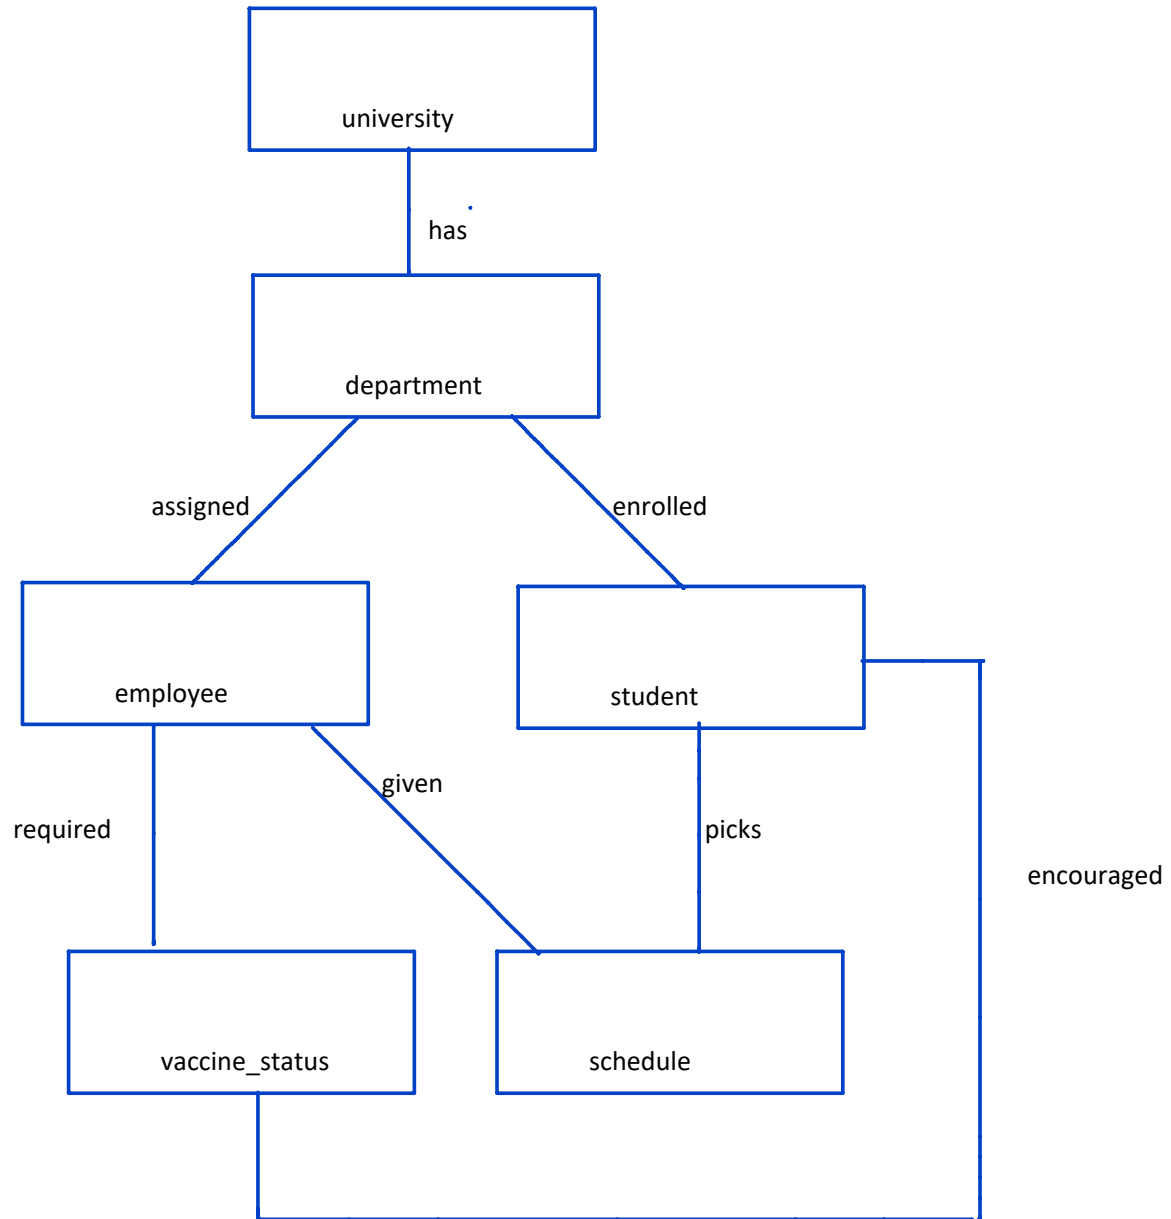 university
has
department
assigned
enrolled
employee
student
given
required
picks
encouraged
vaccine_status
schedule